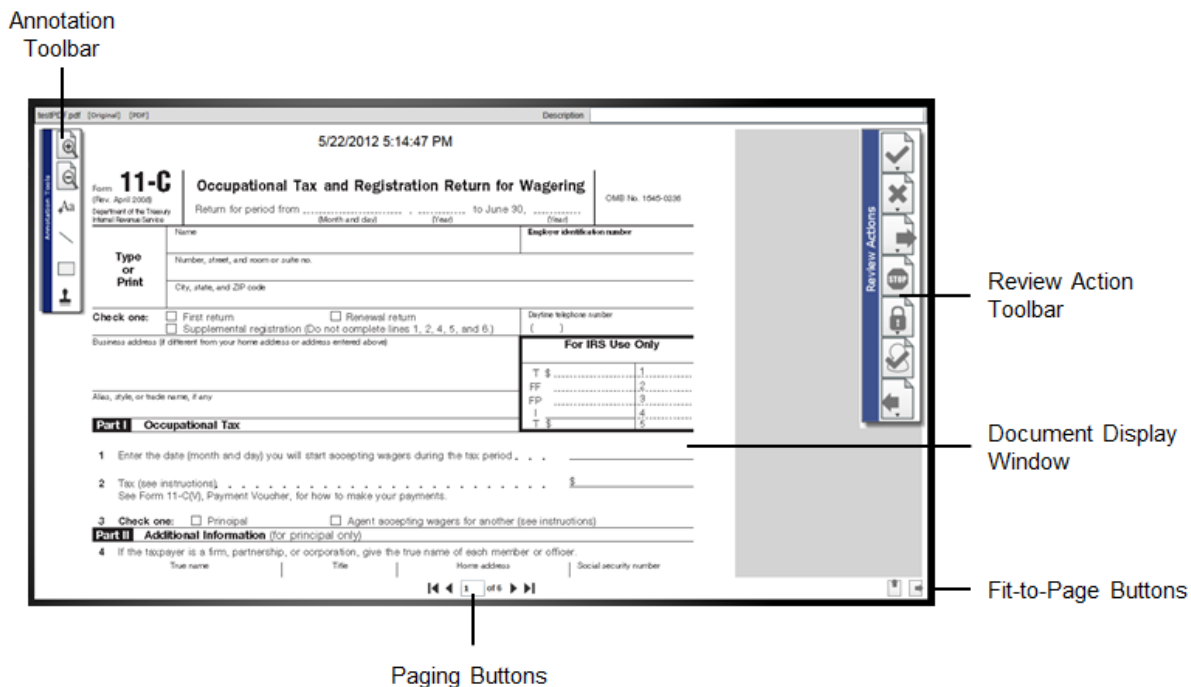 Annotation
Toolbar
testPDF.pdf [Original] [PDF] Description
5/22/2012 5:14:47 PM
Annotation Tools
Aa
Form 11-C
(Rev. April 2008)
Department of the Treasury
Internal Revenue Service
Occupational Tax and Registration Return for Wagering
Return for period from , to June 30,
(Month and day) (Year) (Year)
OMB No. 1545-0236
Type
or
Print
Name
Employer identification number
Number, street, and room or suite no.
City, state, and ZIP code
Check one: First return Renewal return
Supplemental registration (Do not complete lines 1, 2, 4, 5, and 6.)
Daytime telephone number
( )
Business address (if different from your home address or address entered above)
Alias, style, or trade name, if any
For IRS Use Only
T $ 1
FF 2
FP 3
I 4
T $ 5
Part I Occupational Tax
1 Enter the date (month and day) you will start accepting wagers during the tax period . . .
2 Tax (see instructions) . . . . . . . . . . . . . . . . . . $
See Form 11-C(V), Payment Voucher, for how to make your payments.
3 Check one: Principal Agent accepting wagers for another (see instructions)
Part II Additional Information (for principal only)
4 If the taxpayer is a firm, partnership, or corporation, give the true name of each member or officer.
True name Title Home address Social security number
1 of 6
Review Actions
STOP
Review Action
Toolbar
Document Display
Window
Fit-to-Page Buttons
Paging Buttons